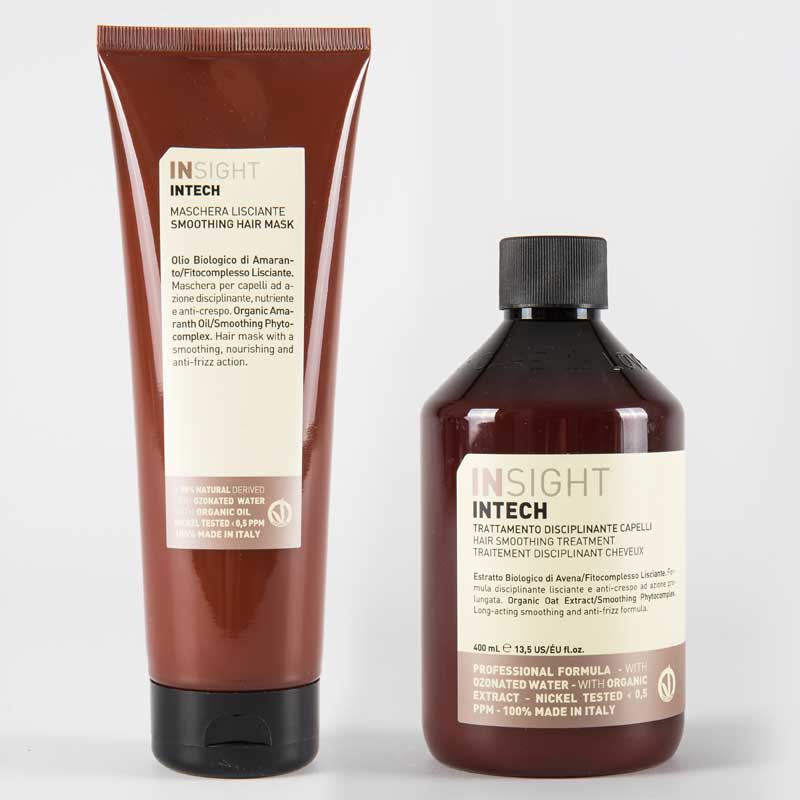 INSIGHT
INTECH
MASCHERA LISCIANTE
SMOOTHING HAIR MASK
Olio Biologico di Amaran-
to/Fitocomplesso Lisciante.
Maschera per capelli ad a-
zione disciplinante, nutriente
e anti-crespo. Organic Ama-
ranth Oil/Smoothing Phyto-
complex. Hair mask with a
smoothing, nourishing and
anti-frizz action.
NATURAL DERIVED
OZONATED WATER
WITH ORGANIC OIL
NICKEL TESTED < 0,5 PPM
100% MADE IN ITALY
INSIGHT
INTECH
TRATTAMENTO DISCIPLINANTE CAPELLI
HAIR SMOOTHING TREATMENT
TRAITEMENT DISCIPLINANT CHEVEUX
Estratto Biologico di Avena/Fitocomplesso Lisciante. For-
mula disciplinante lisciante e anti-crespo ad azione pro-
lungata. Organic Oat Extract/Smoothing Phytocomplex.
Long-acting smoothing and anti-frizz formula.
400 mL ℮ 13,5 US/ÉU fl.oz.
PROFESSIONAL FORMULA - WITH
OZONATED WATER - WITH ORGANIC
EXTRACT - NICKEL TESTED < 0,5
PPM - 100% MADE IN ITALY